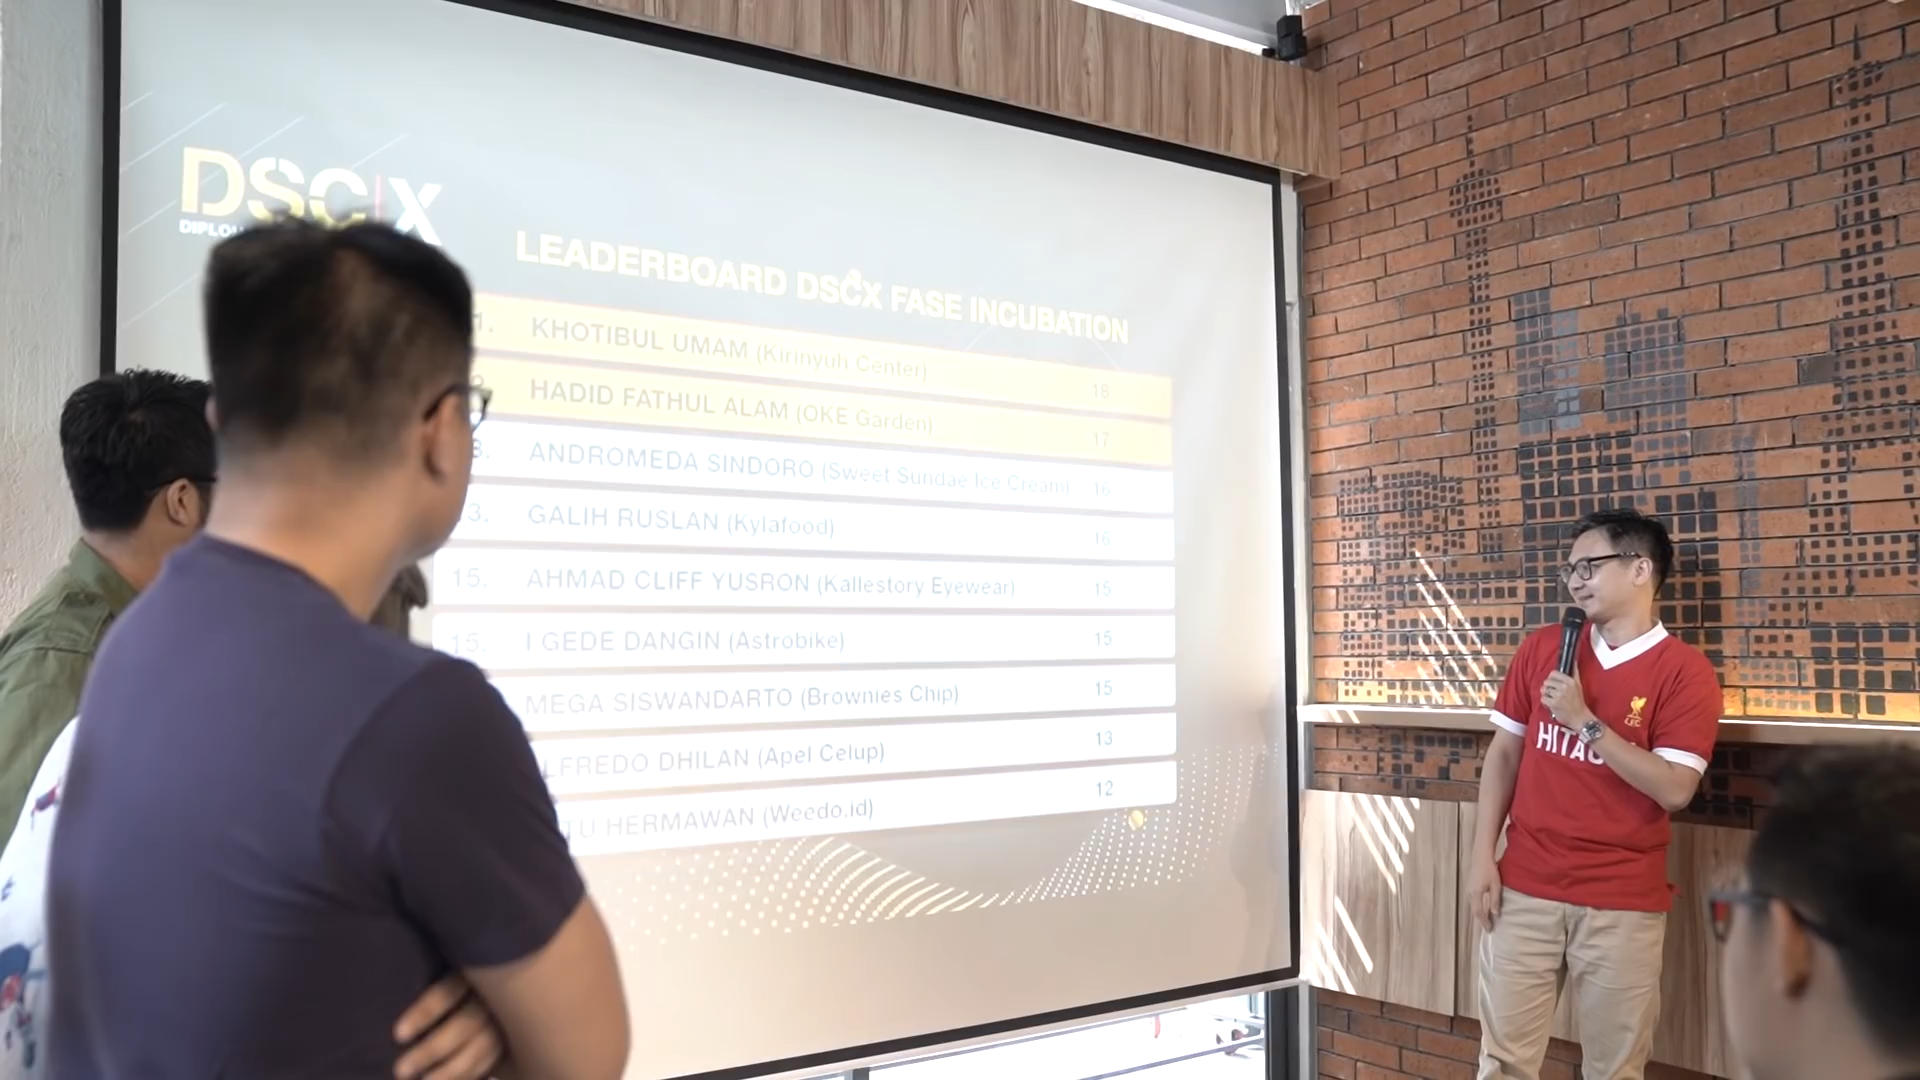 DSC|X
LEADERBOARD DSCX FASE INCUBATION
KHOTIBUL UMAM (Kirinyuh Center) 18
HADID FATHUL ALAM (OKE Garden) 17
ANDROMEDA SINDORO (Sweet Sundae Ice Cream) 16
GALIH RUSLAN (Kylafood) 16
15. AHMAD CLIFF YUSRON (Kallestory Eyewear) 15
15. I GEDE DANGIN (Astrobike) 15
MEGA SISWANDARTO (Brownies Chip) 15
LFREDO DHILAN (Apel Celup) 13
TU HERMAWAN (Weedo.id) 12
LFC